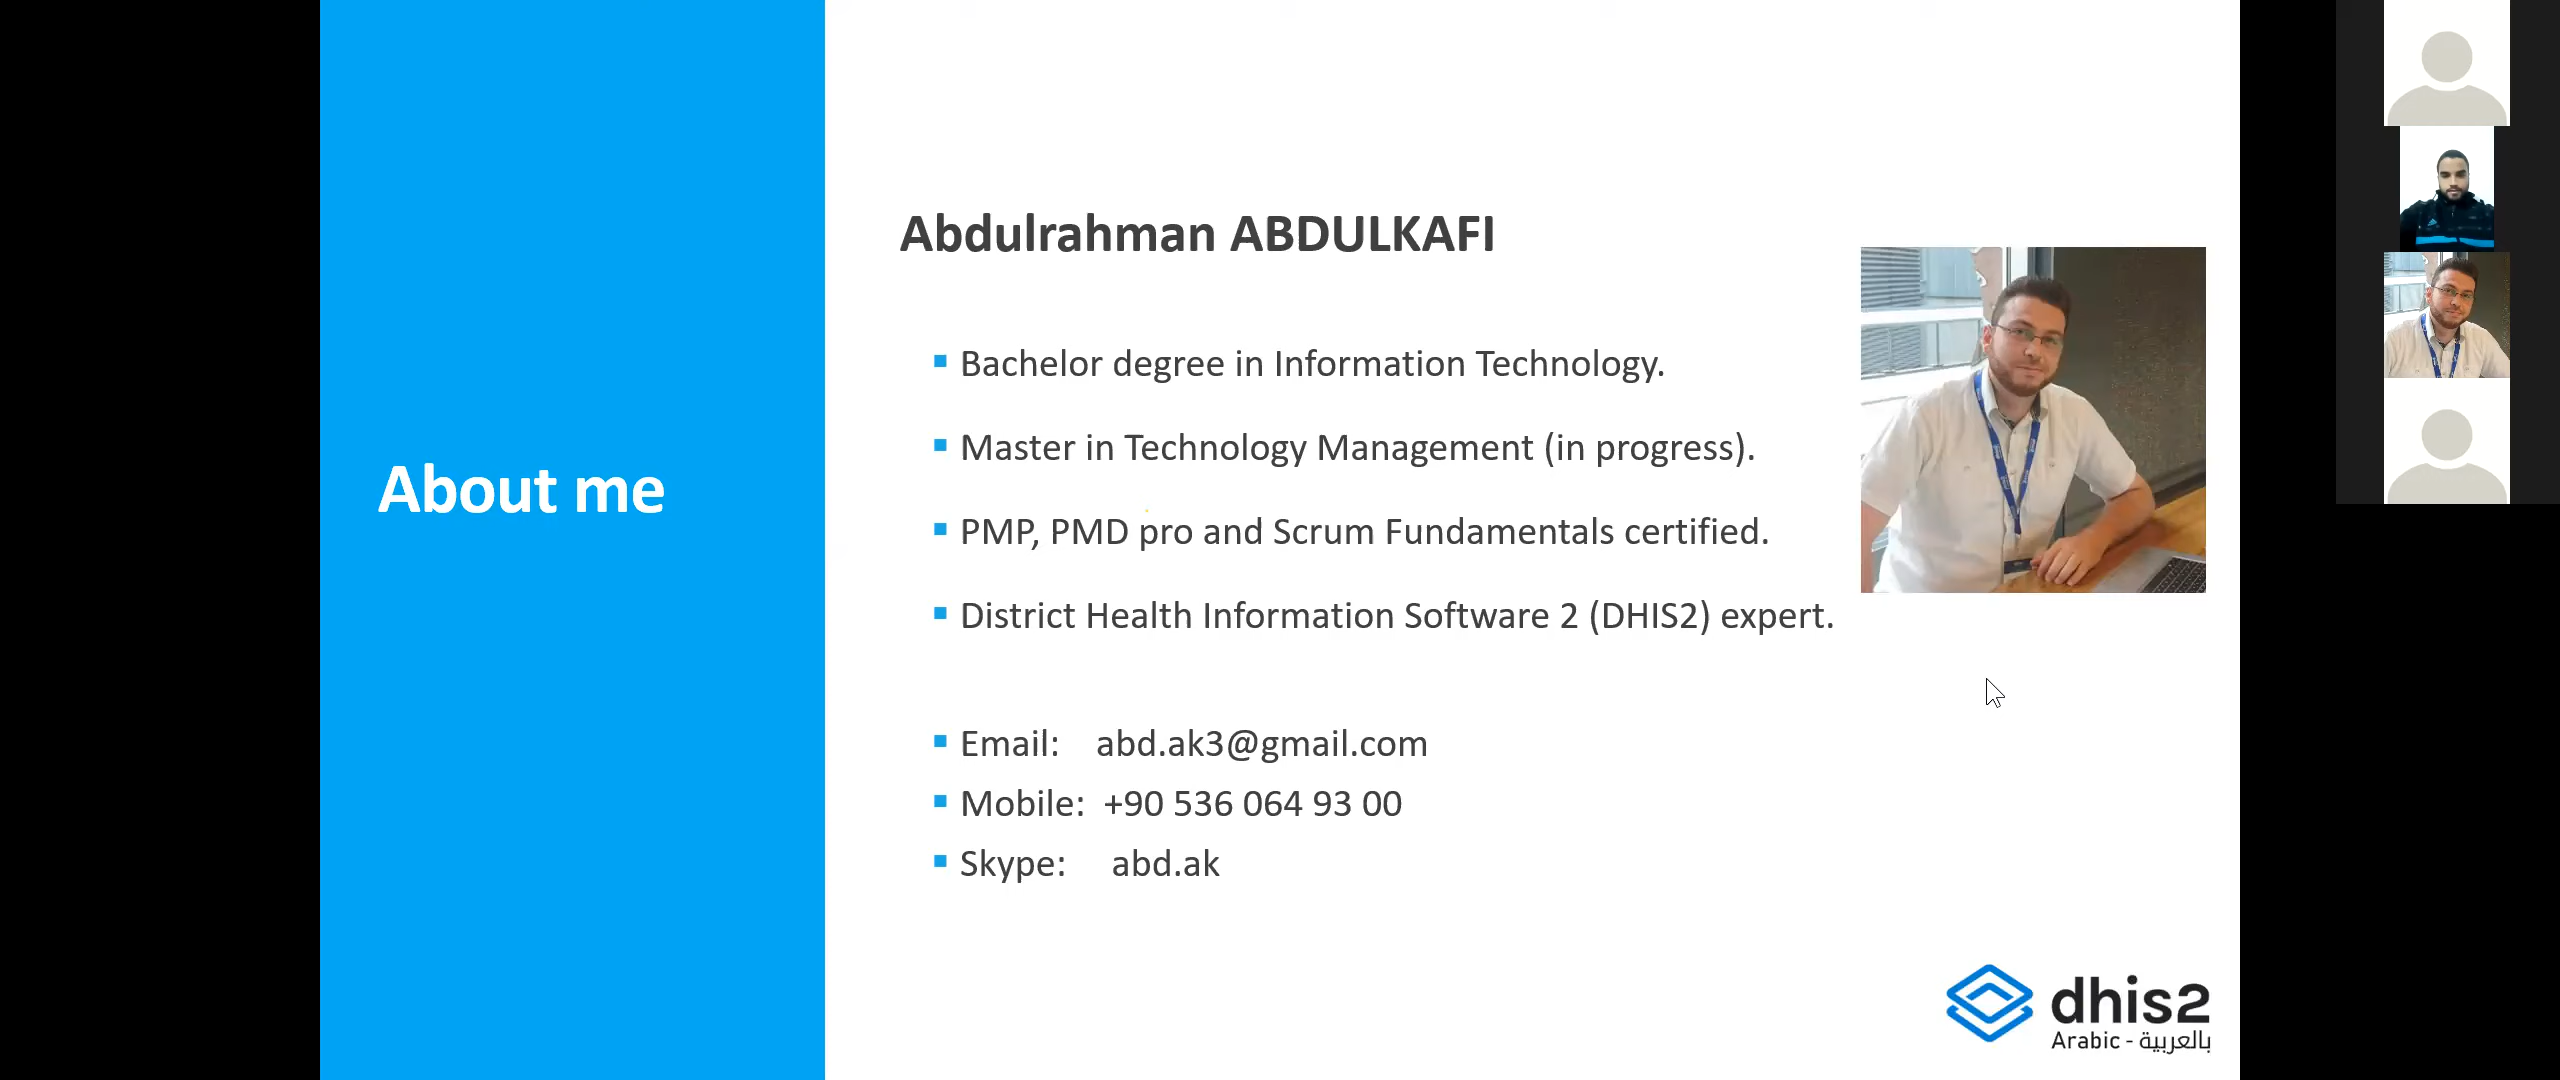 About me
Abdulrahman ABDULKAFI
Bachelor degree in Information Technology.
Master in Technology Management (in progress).
PMP, PMD pro and Scrum Fundamentals certified.
District Health Information Software 2 (DHIS2) expert.
Email: abd.ak3@gmail.com
Mobile: +90 536 064 93 00
Skype: abd.ak
dhis2
Arabic - بالعربية